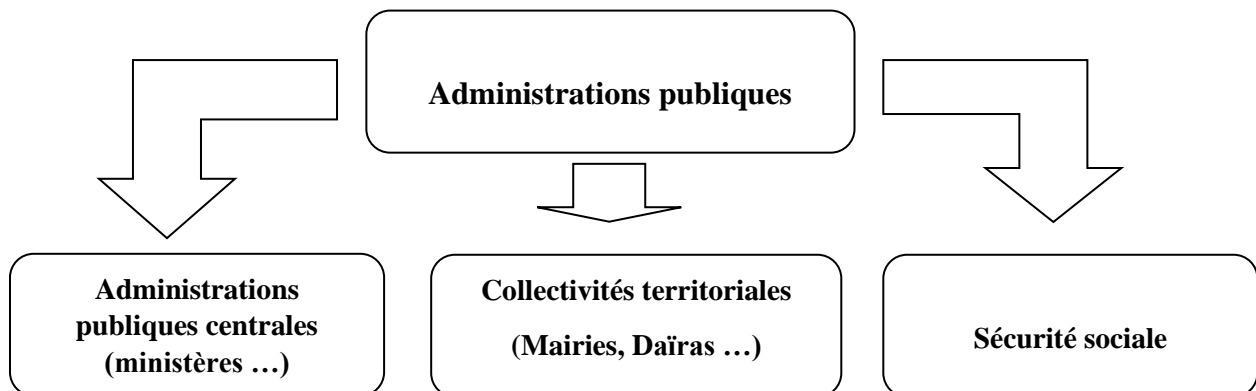 Administrations publiques
Administrations
publiques centrales
(ministères …)
Collectivités territoriales
(Mairies, Daïras …)
Sécurité sociale